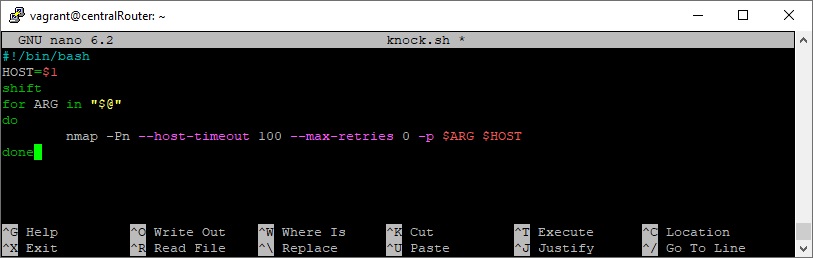 vagrant@centralRouter: ~
GNU nano 6.2 knock.sh *
#!/bin/bash
HOST=$1
shift
for ARG in "$@"
do
nmap -Pn --host-timeout 100 --max-retries 0 -p $ARG $HOST
done
^G Help ^O Write Out ^W Where Is ^K Cut ^T Execute ^C Location
^X Exit ^R Read File ^\ Replace ^U Paste ^J Justify ^/ Go To Line